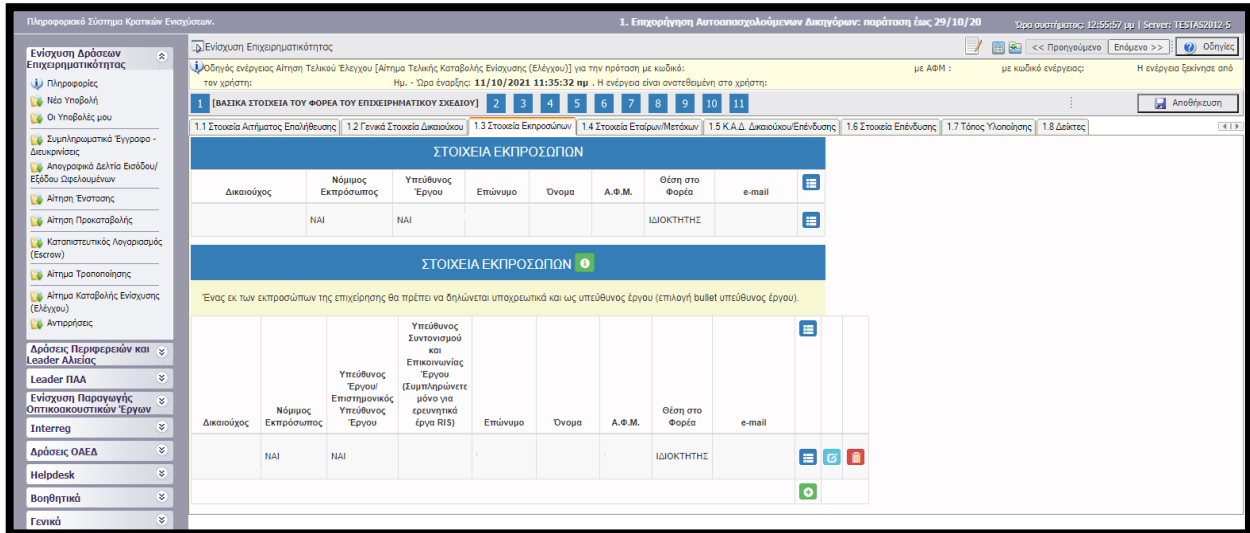 Πληροφοριακό Σύστημα Κρατικών Ενισχύσεων.
1. Επιχορήγηση Αυτοαπασχολούμενων Δικηγόρων: παράταση έως 29/10/20
Ώρα συστήματος: 12:55:57 μμ | Server: TESTAS2012-5
Ενίσχυση Δράσεων
Επιχειρηματικότητας
Πληροφορίες
Νέα Υποβολή
Οι Υποβολές μου
Συμπληρωματικά Έγγραφα -
Διευκρινίσεις
Απογραφικά Δελτία Εισόδου/
Εξόδου Ωφελουμένων
Αίτηση Ένστασης
Αίτηση Προκαταβολής
Καταπιστευτικός Λογαριασμός
(Escrow)
Αίτημα Τροποποίησης
Αίτημα Καταβολής Ενίσχυσης
(Ελέγχου)
Αντιρρήσεις
Δράσεις Περιφερειών και
Leader Αλιείας
Leader ΠΑΑ
Ενίσχυση Παραγωγής
Οπτικοακουστικών Έργων
Interreg
Δράσεις ΟΑΕΔ
Helpdesk
Βοηθητικά
Γενικά
Ενίσχυση Επιχειρηματικότητας
<< Προηγούμενο Επόμενο >> Οδηγίες
Οδηγός ενέργειας Αίτηση Τελικού Έλεγχου [Αίτημα Τελικής Καταβολής Ενίσχυσης (Ελέγχου)] για την πρόταση με κωδικό: με ΑΦΜ : με κωδικό ενέργειας: Η ενέργεια ξεκίνησε από
τον χρήστη: Ημ. - Ώρα έναρξης: 11/10/2021 11:35:32 πμ . Η ενέργεια είναι ανατεθειμένη στο χρήστη:
1 [ΒΑΣΙΚΑ ΣΤΟΙΧΕΙΑ ΤΟΥ ΦΟΡΕΑ ΤΟΥ ΕΠΙΧΕΙΡΗΜΑΤΙΚΟΥ ΣΧΕΔΙΟΥ] 2 3 4 5 6 7 8 9 10 11 Αποθήκευση
1.1 Στοιχεία Αιτήματος Επαλήθευσης 1.2 Γενικά Στοιχεία Δικαιούχου 1.3 Στοιχεία Εκπροσώπων 1.4 Στοιχεία Εταίρων/Μετόχων 1.5 Κ.Α.Δ. Δικαιούχου/Επένδυσης 1.6 Στοιχεία Επένδυσης 1.7 Τόπος Υλοποίησης 1.8 Δείκτες
ΣΤΟΙΧΕΙΑ ΕΚΠΡΟΣΩΠΩΝ
Δικαιούχος Νόμιμος Εκπρόσωπος Υπεύθυνος Έργου Επώνυμο Όνομα Α.Φ.Μ. Θέση στο Φορέα e-mail
ΝΑΙ ΝΑΙ ΙΔΙΟΚΤΗΤΗΣ
ΣΤΟΙΧΕΙΑ ΕΚΠΡΟΣΩΠΩΝ
Ένας εκ των εκπροσώπων της επιχείρησης θα πρέπει να δηλώνεται υποχρεωτικά και ως υπεύθυνος έργου (επιλογή bullet υπεύθυνος έργου).
Δικαιούχος Νόμιμος Εκπρόσωπος Υπεύθυνος Έργου/ Επιστημονικός Υπεύθυνος Έργου Υπεύθυνος Συντονισμού και Επικοινωνίας Έργου (Συμπληρώνετε μόνο για ερευνητικά έργα RIS) Επώνυμο Όνομα Α.Φ.Μ. Θέση στο Φορέα e-mail
ΝΑΙ ΝΑΙ ΙΔΙΟΚΤΗΤΗΣ